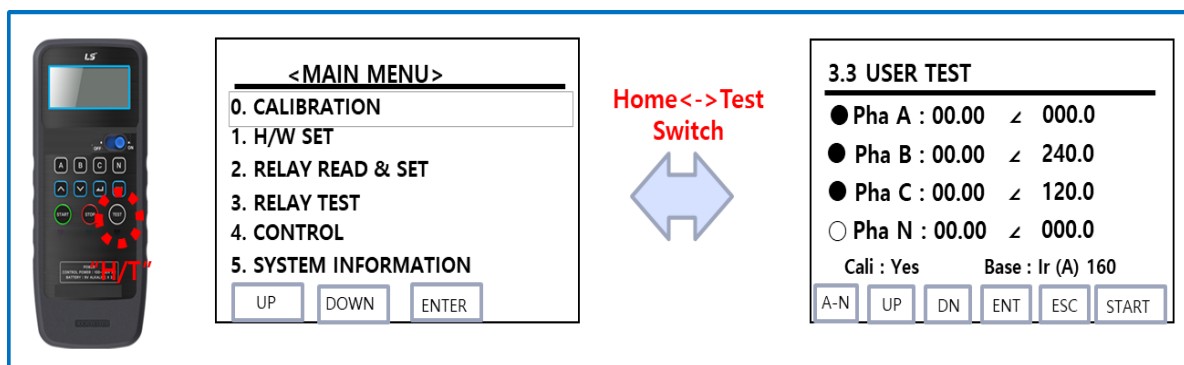 LS
OFF
ON
A B C N
START STOP TEST
"H/T"
<MAIN MENU>
0. CALIBRATION
1. H/W SET
2. RELAY READ & SET
3. RELAY TEST
4. CONTROL
5. SYSTEM INFORMATION
UP DOWN ENTER
Home<->Test
Switch
3.3 USER TEST
● Pha A : 00.00 ∠ 000.0
● Pha B : 00.00 ∠ 240.0
● Pha C : 00.00 ∠ 120.0
○ Pha N : 00.00 ∠ 000.0
Cali : Yes Base : Ir (A) 160
A-N UP DN ENT ESC START